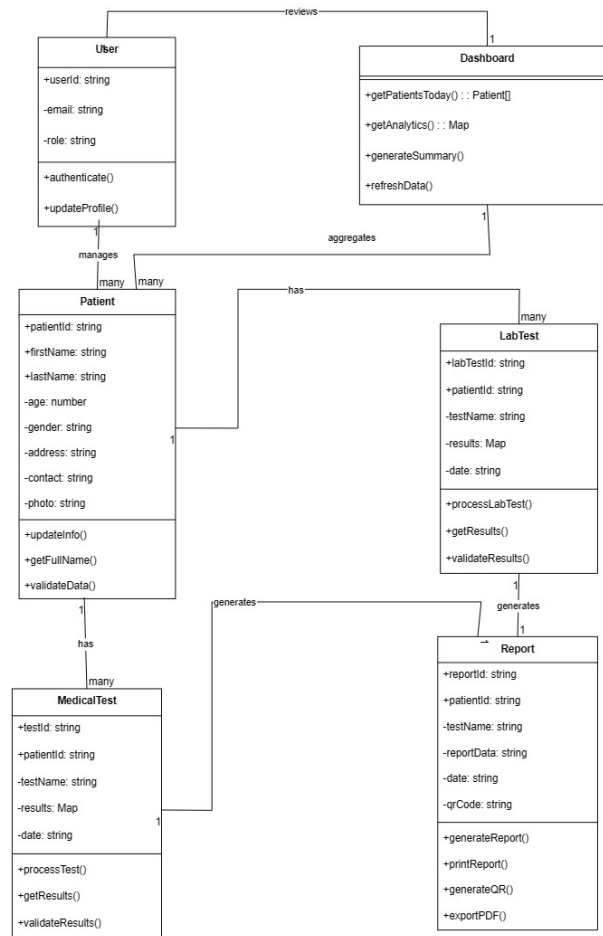 reviews
1
User
1
+userId: string
-email: string
-role: string
+authenticate()
+updateProfile()
1
Dashboard
+getPatientsToday() : : Patient[]
+getAnalytics() : : Map
+generateSummary()
+refreshData()
1
manages
aggregates
many
many
Patient
+patientId: string
+firstName: string
+lastName: string
-age: number
-gender: string
-address: string
-contact: string
-photo: string
+updateInfo()
+getFullName()
+validateData()
1
has
many
1
LabTest
+labTestId: string
+patientId: string
-testName: string
-results: Map
-date: string
+processLabTest()
+getResults()
+validateResults()
1
generates
1
generates
1
has
many
MedicalTest
+testId: string
+patientId: string
-testName: string
-results: Map
-date: string
+processTest()
+getResults()
+validateResults()
1
Report
+reportId: string
+patientId: string
-testName: string
-reportData: string
-date: string
-qrCode: string
+generateReport()
+printReport()
+generateQR()
+exportPDF()